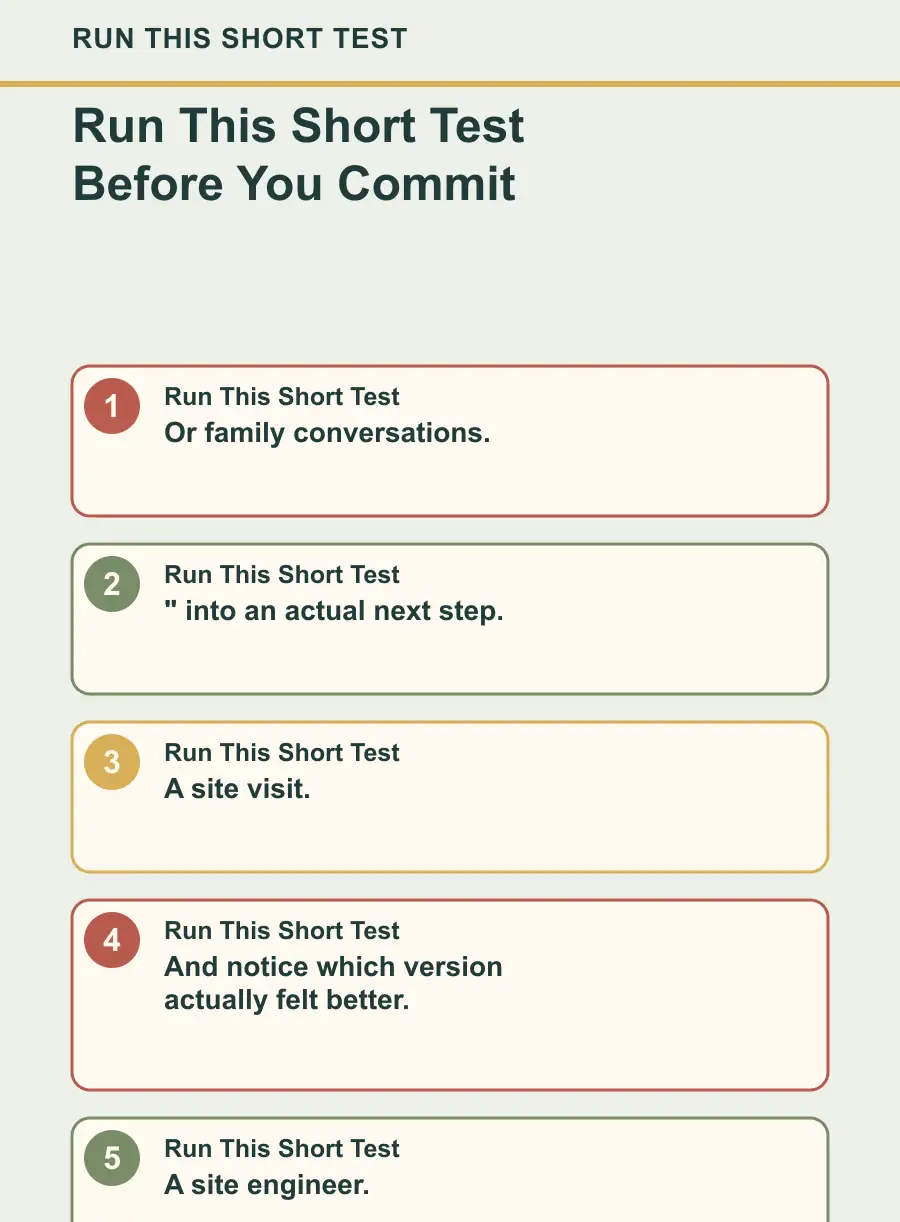 RUN THIS SHORT TEST
Run This Short Test
Before You Commit
1
Run This Short Test
Or family conversations.
2
Run This Short Test
" into an actual next step.
3
Run This Short Test
A site visit.
4
Run This Short Test
And notice which version
actually felt better.
5
Run This Short Test
A site engineer.